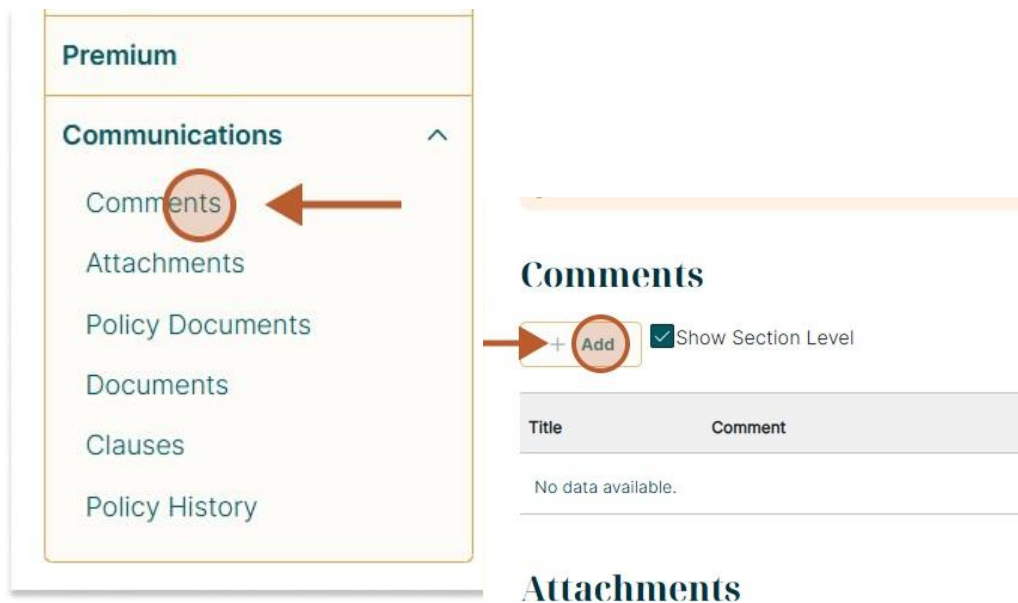 Premium
Communications
Comments
Attachments
Policy Documents
Documents
Clauses
Policy History
Comments
+ Add Show Section Level
Title Comment
No data available.
Attachments